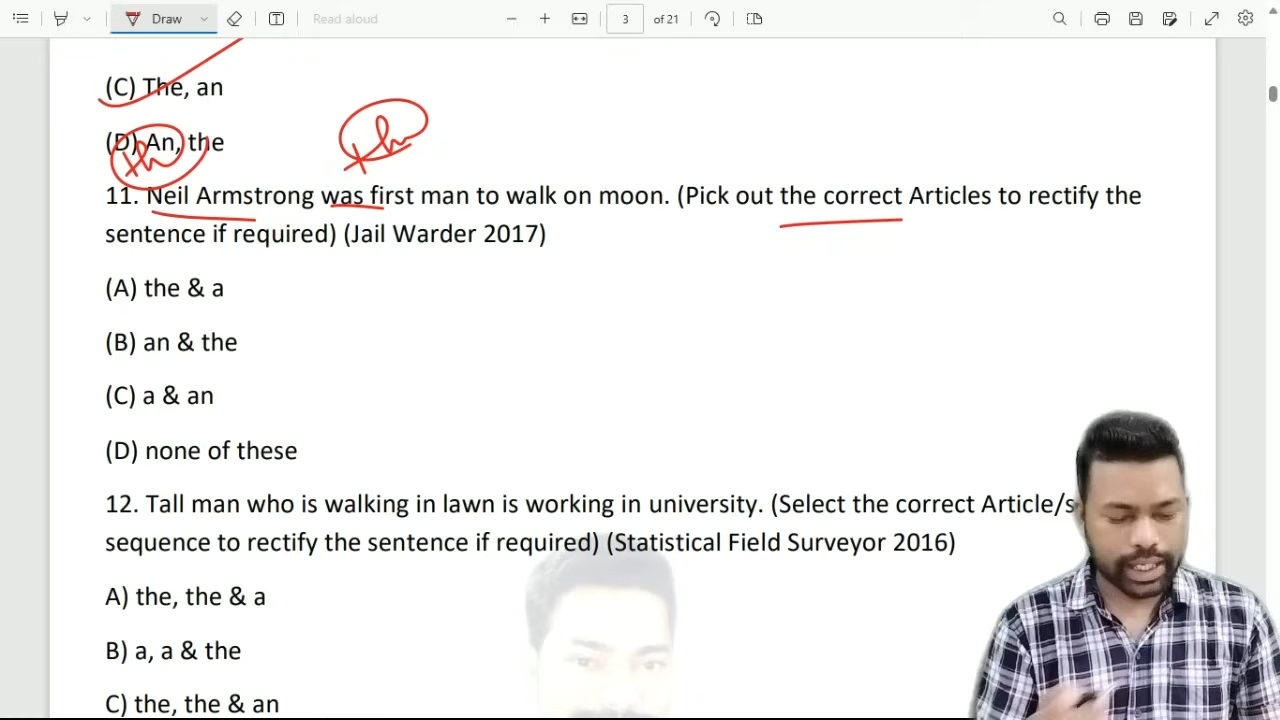 Draw
Read aloud
3 of 21
(C) The, an
(D) An, the
11. Neil Armstrong was first man to walk on moon. (Pick out the correct Articles to rectify the
sentence if required) (Jail Warder 2017)
(A) the & a
(B) an & the
(C) a & an
(D) none of these
12. Tall man who is walking in lawn is working in university. (Select the correct Article/s
sequence to rectify the sentence if required) (Statistical Field Surveyor 2016)
A) the, the & a
B) a, a & the
C) the, the & an